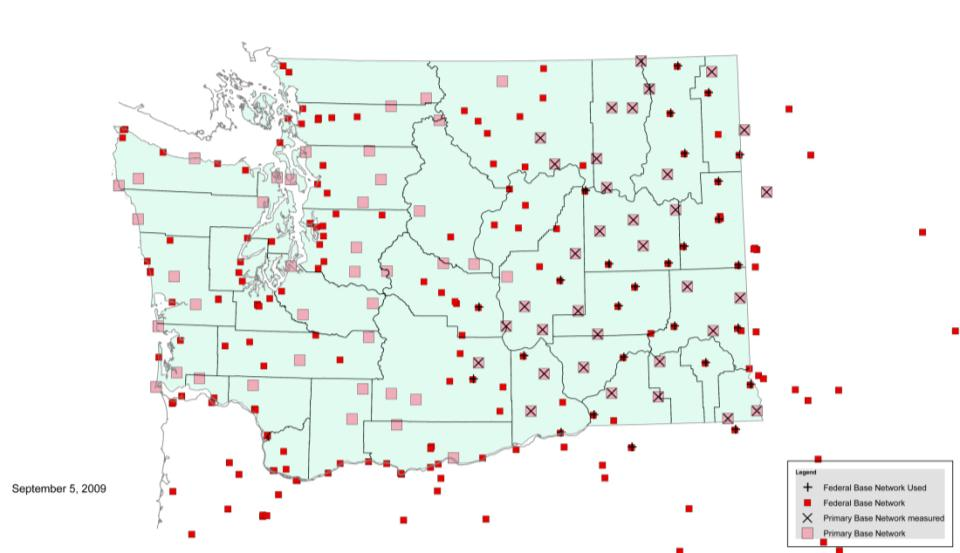 September 5, 2009
Legend
Federal Base Network Used
Federal Base Network
Primary Base Network measured
Primary Base Network